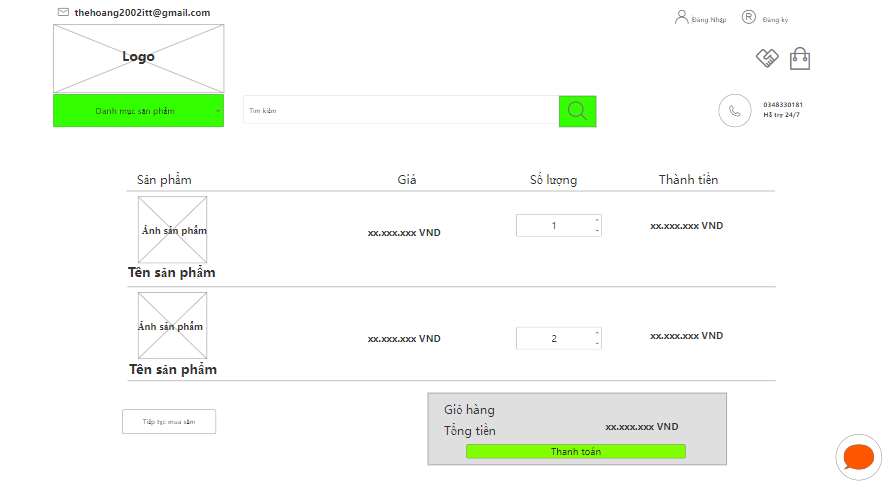 thehoang2002itt@gmail.com
Đăng Nhập
R Đăng ký
Logo
Danh mục sản phẩm
Tìm kiếm
0348330181
Hỗ trợ 24/7
Sản phẩm Giá Số lượng Thành tiền
Ảnh sản phẩm
xx.xxx.xxx VND 1 xx.xxx.xxx VND
Tên sản phẩm
Ảnh sản phẩm
xx.xxx.xxx VND 2 xx.xxx.xxx VND
Tên sản phẩm
Tiếp tục mua sắm
Giỏ hàng
Tổng tiền xx.xxx.xxx VND
Thanh toán